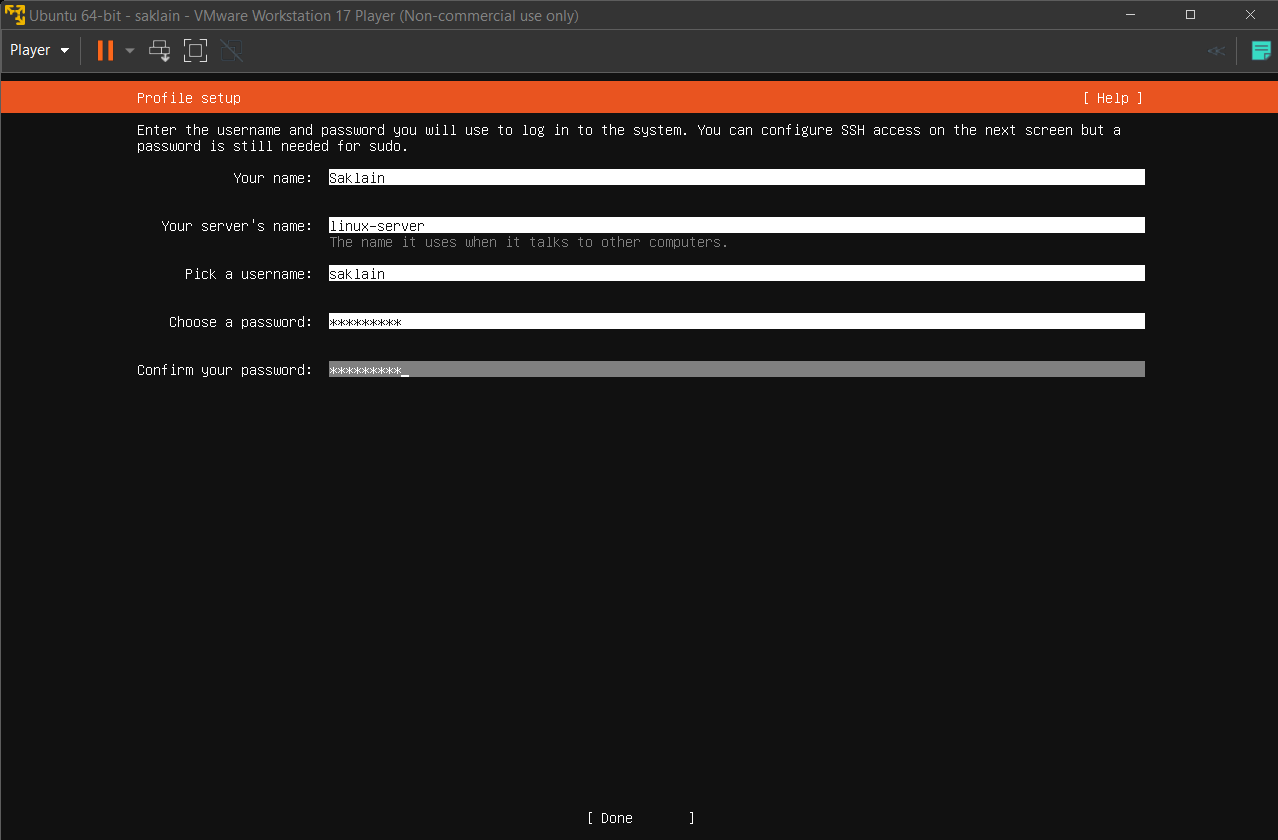 Ubuntu 64-bit - saklain - VMware Workstation 17 Player (Non-commercial use only)
Player
Profile setup [ Help ]
Enter the username and password you will use to log in to the system. You can configure SSH access on the next screen but a
password is still needed for sudo.
Your name: Saklain
Your server's name: linux-server
The name it uses when it talks to other computers.
Pick a username: saklain
Choose a password: *********
Confirm your password: *********_
[ Done ]